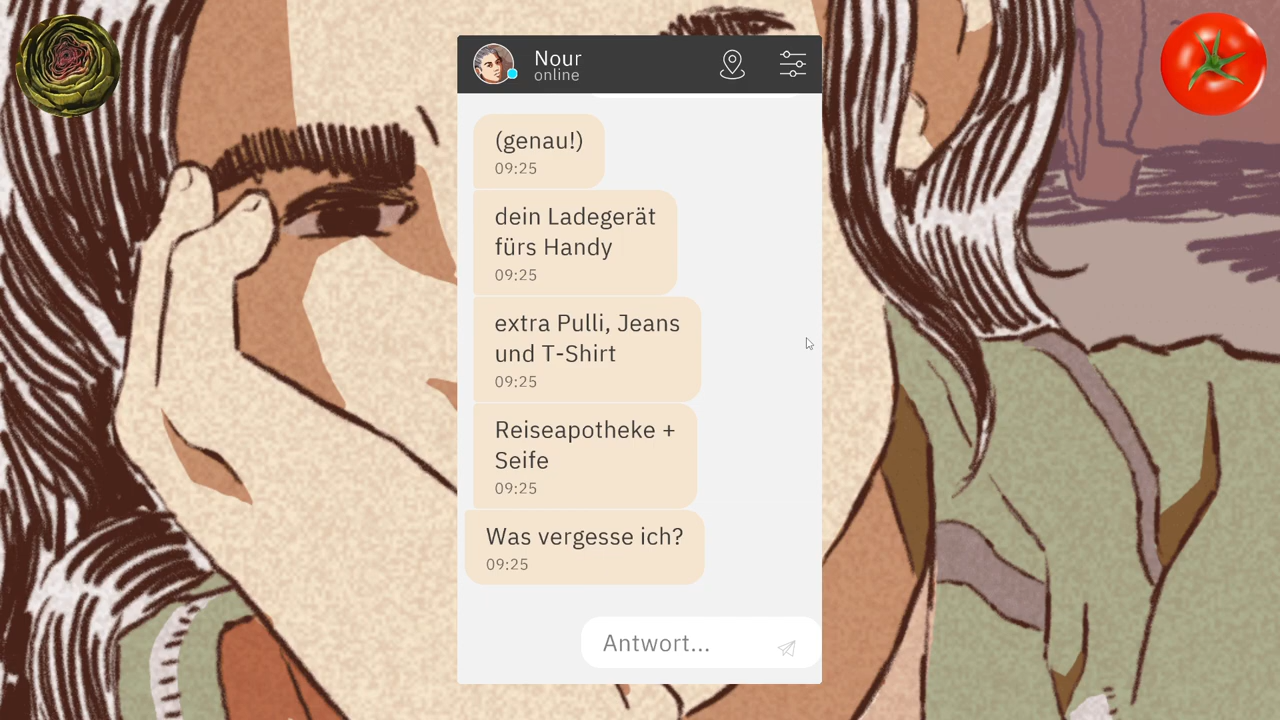 Nour
online
(genau!)
09:25
dein Ladegerät
fürs Handy
09:25
extra Pulli, Jeans
und T-Shirt
09:25
Reiseapotheke +
Seife
09:25
Was vergesse ich?
09:25
Antwort...